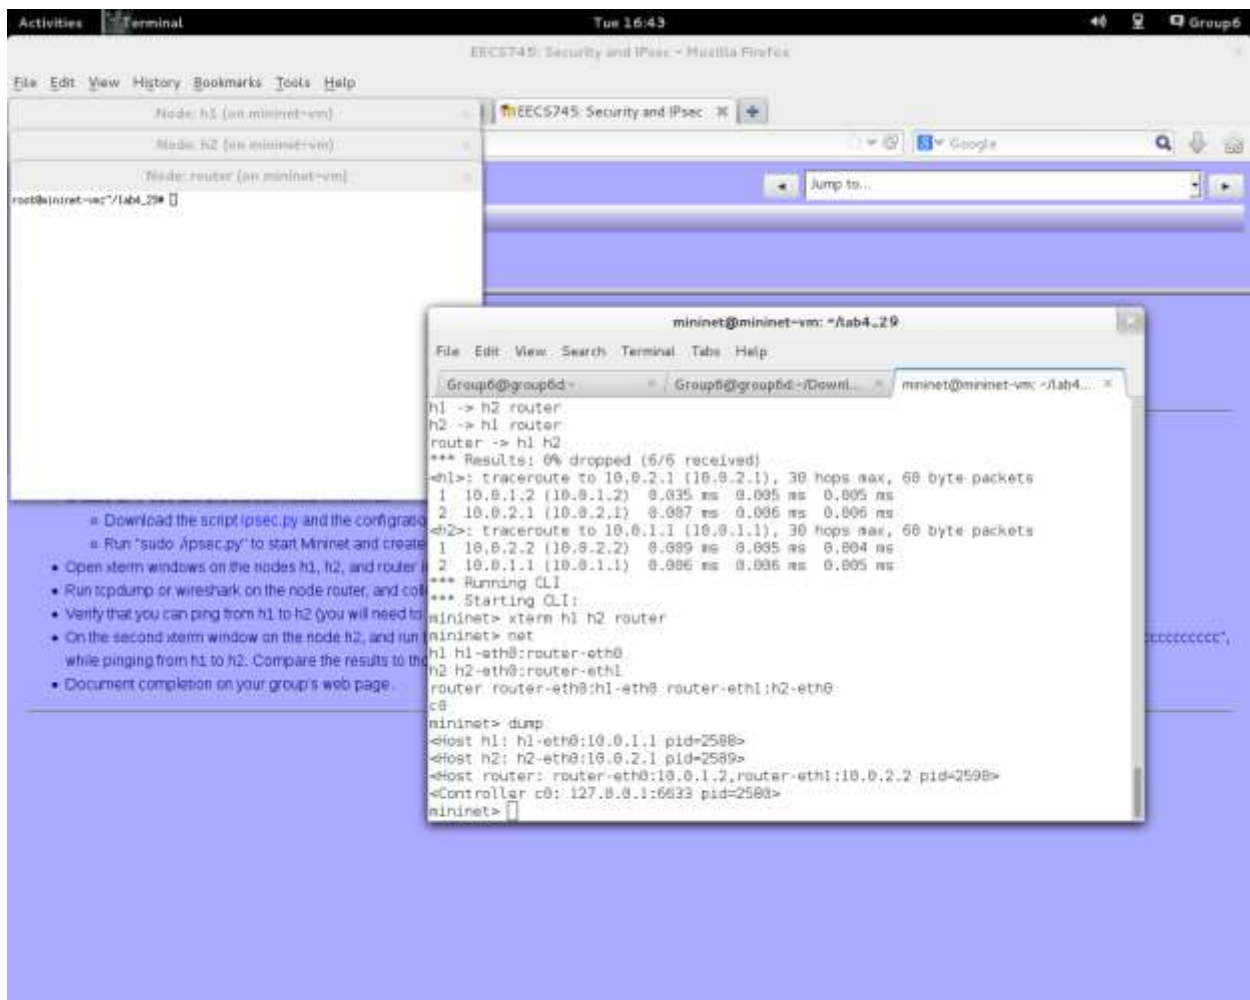 Activities Terminal Tue 16:43 Group6
EECS745: Security and IPsec - Mozilla Firefox
File Edit View History Bookmarks Tools Help
Node: h1 (on mininet-vm)
EECS745: Security and IPsec
Node: h2 (on mininet-vm)
Google
Node: router (on mininet-vm)
Jump to...
root@mininet-vm:~/lab4_29#
mininet@mininet-vm: ~/lab4_29
File Edit View Search Terminal Tabs Help
Group6@group6d:~ Group6@group6d:~/Downl... mininet@mininet-vm: ~/lab4...
h1 -> h2 router
h2 -> h1 router
router -> h1 h2
*** Results: 0% dropped (6/6 received)
<h1>: traceroute to 10.0.2.1 (10.0.2.1), 30 hops max, 60 byte packets
1 10.0.1.2 (10.0.1.2) 0.035 ms 0.005 ms 0.005 ms
2 10.0.2.1 (10.0.2.1) 0.007 ms 0.006 ms 0.006 ms
<h2>: traceroute to 10.0.1.1 (10.0.1.1), 30 hops max, 60 byte packets
1 10.0.2.2 (10.0.2.2) 0.009 ms 0.005 ms 0.004 ms
2 10.0.1.1 (10.0.1.1) 0.006 ms 0.006 ms 0.005 ms
*** Running CLI
*** Starting CLI:
mininet> xterm h1 h2 router
mininet> net
h1 h1-eth0:router-eth0
h2 h2-eth0:router-eth1
router router-eth0:h1-eth0 router-eth1:h2-eth0
c0
mininet> dump
<Host h1: h1-eth0:10.0.1.1 pid=2588>
<Host h2: h2-eth0:10.0.2.1 pid=2589>
<Host router: router-eth0:10.0.1.2,router-eth1:10.0.2.2 pid=2590>
<Controller c0: 127.0.0.1:6633 pid=2580>
mininet>
Download the script ipsec.py and the configratio
Run "sudo ./ipsec.py" to start Mininet and create
Open xterm windows on the nodes h1, h2, and router
Run tcpdump or wireshark on the node router, and coll
Verify that you can ping from h1 to h2 (you will need to
On the second xterm window on the node h2, and run
while pinging from h1 to h2. Compare the results to tho
Document completion on your group's web page.